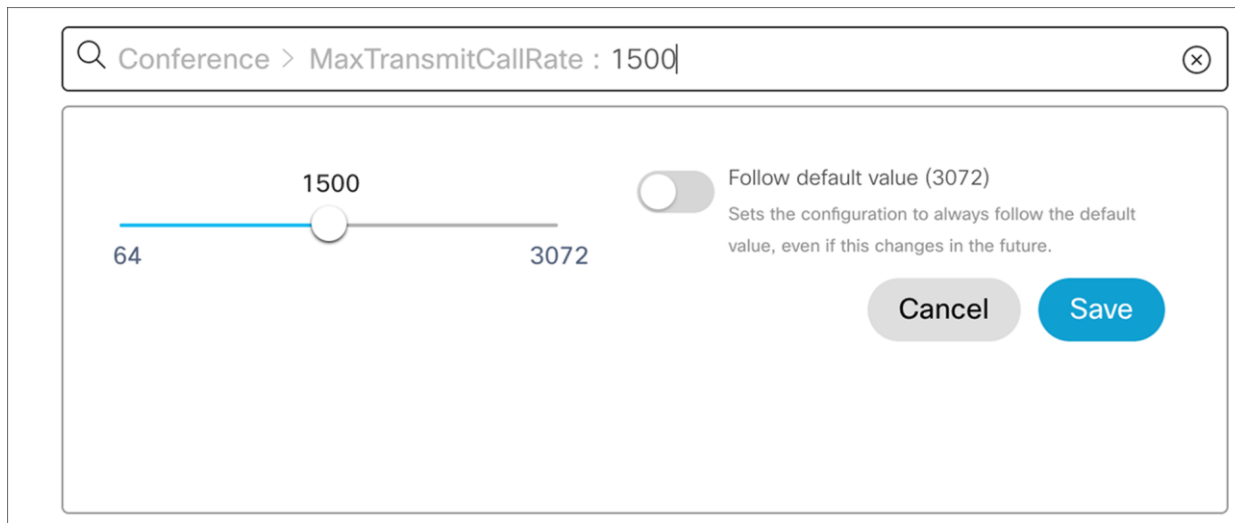 Conference > MaxTransmitCallRate : 1500
1500
64
3072
Follow default value (3072)
Sets the configuration to always follow the default
value, even if this changes in the future.
Cancel
Save